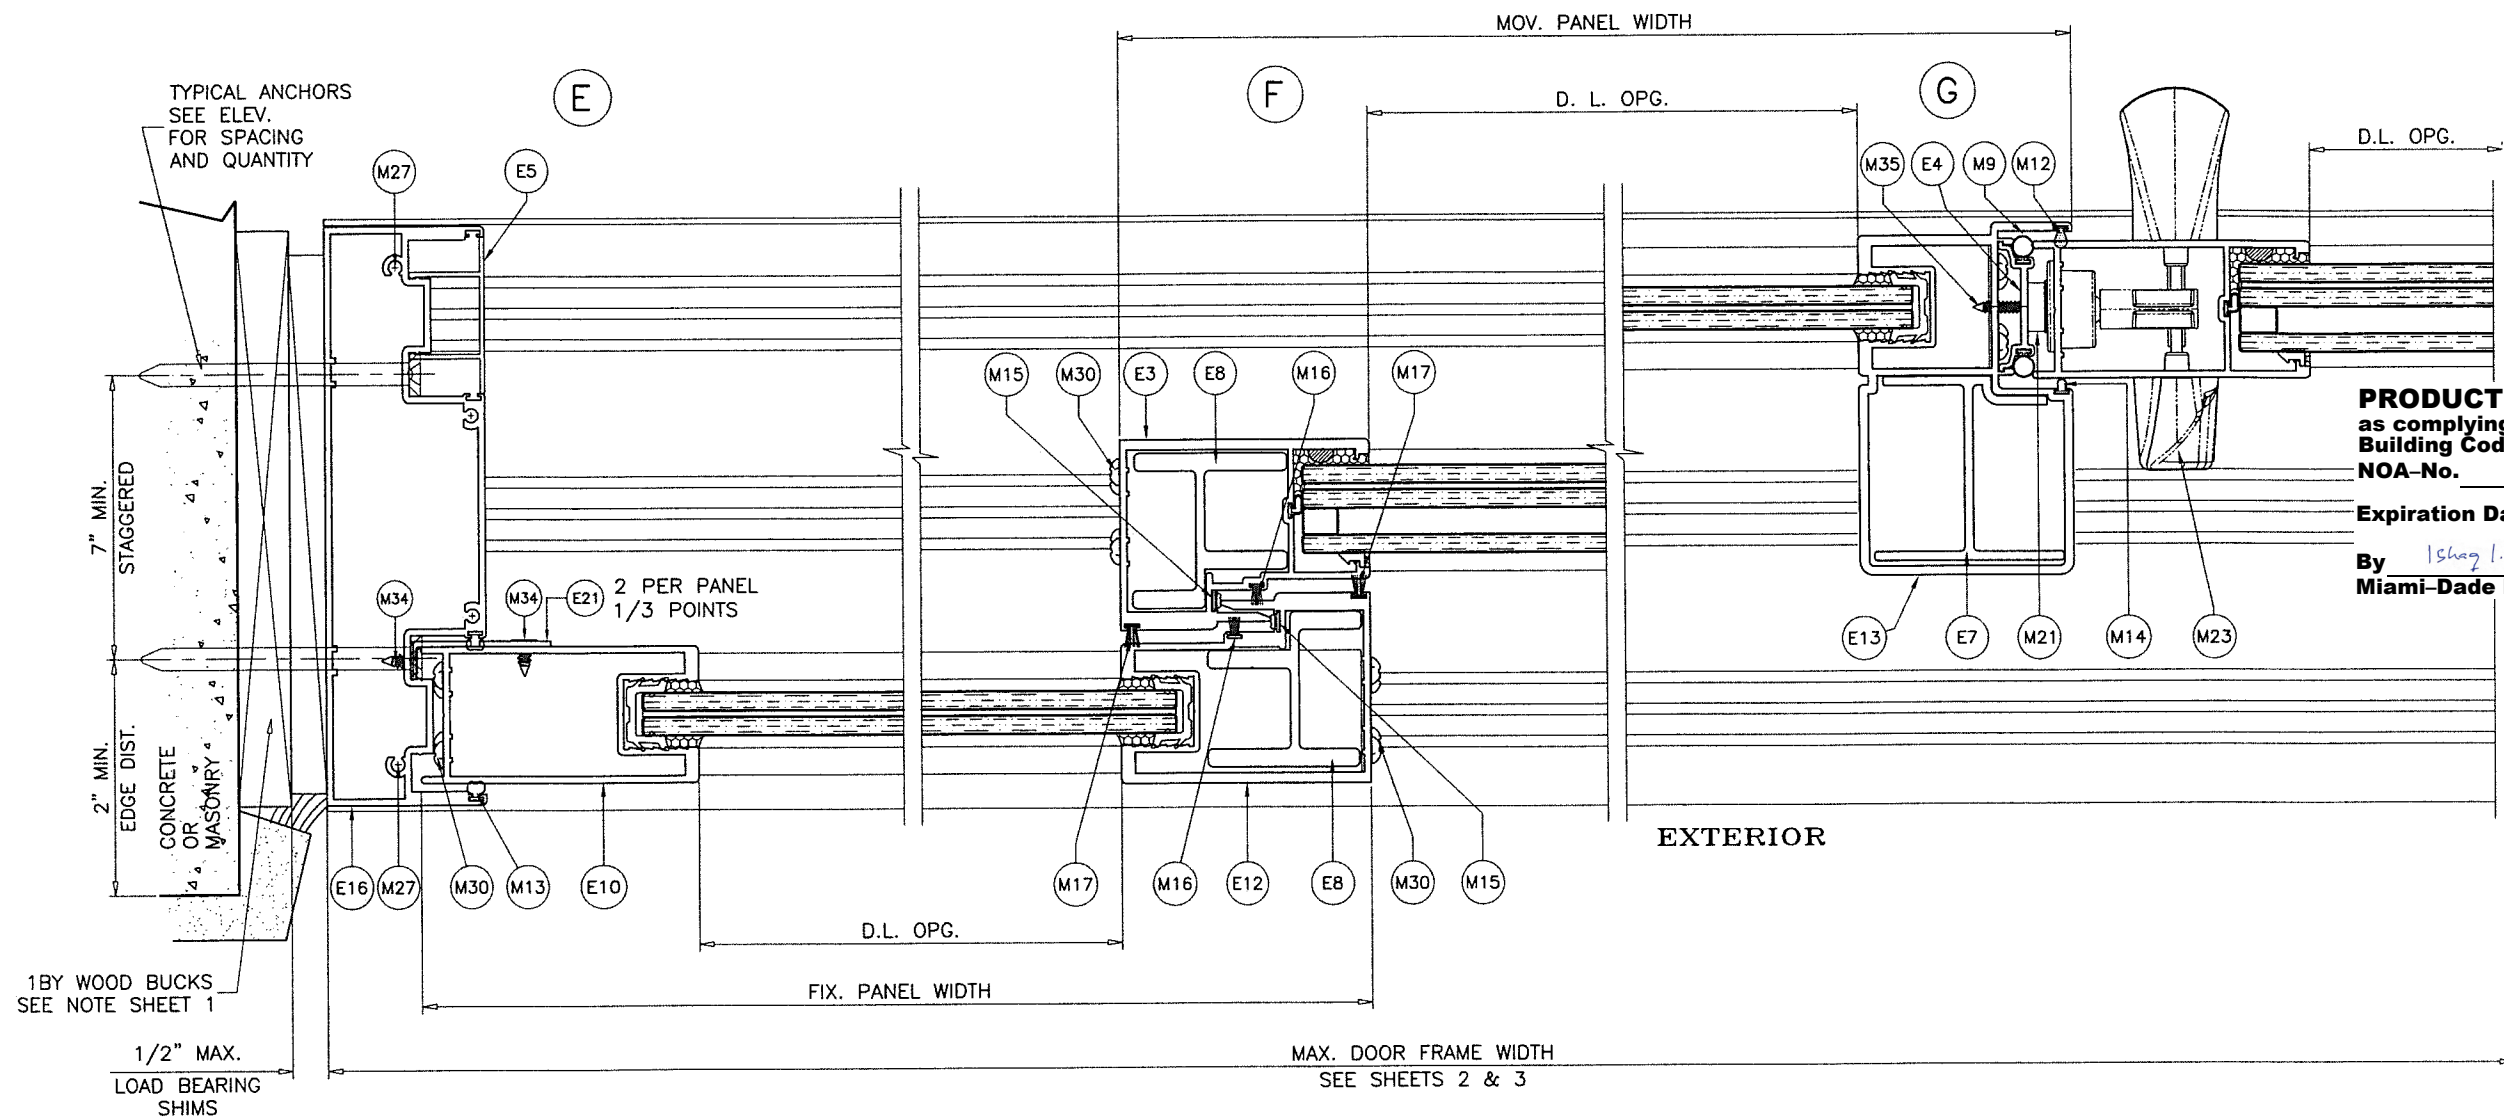 MOV. PANEL WIDTH
TYPICAL ANCHORS
SEE ELEV.
FOR SPACING
AND QUANTITY
E
F
G
D. L. OPG.
D.L. OPG.
M27
E5
M35
E4
M9
M12
M15
M30
E3
E8
M16
M17
PRODUCT
as complying
Building Cod
NOA-No.
Expiration Da
By
Miami-Dade
7" MIN.
STAGGERED
M34
M34
E21
2 PER PANEL
1/3 POINTS
E13
E7
M21
M14
M23
2" MIN.
EDGE DIST.
CONCRETE
OR
MASONRY
EXTERIOR
E16
M27
M30
M13
E10
M17
M16
E12
E8
M30
M15
D.L. OPG.
1BY WOOD BUCKS
SEE NOTE SHEET 1
FIX. PANEL WIDTH
1/2" MAX.
LOAD BEARING
SHIMS
MAX. DOOR FRAME WIDTH
SEE SHEETS 2 & 3